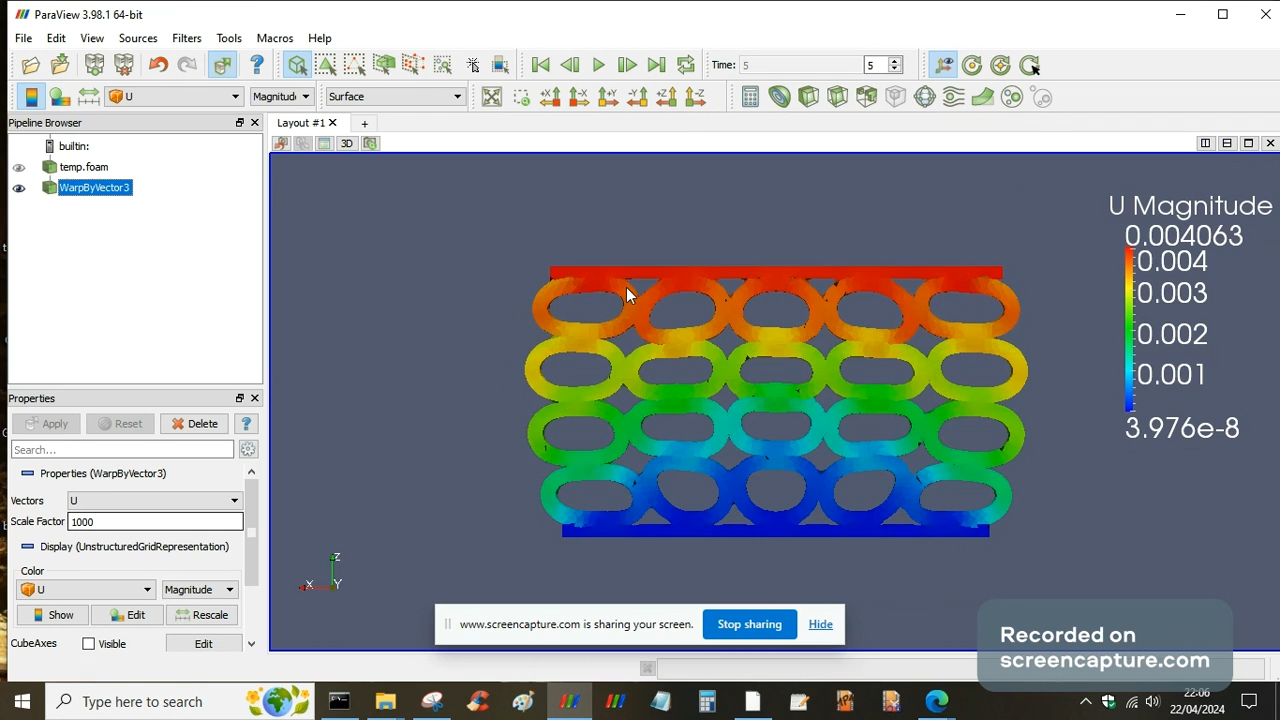 ParaView 3.98.1 64-bit
File Edit View Sources Filters Tools Macros Help
Time: 5 5
U Magnitude Surface
3D
Pipeline Browser
Layout #1
builtin:
temp.foam
WarpByVector3
U Magnitude
0.004063
0.004
0.003
0.002
0.001
3.976e-8
Properties
Apply Reset Delete ?
Search...
Properties (WarpByVector3)
Vectors U
Scale Factor 1000
Display (UnstructuredGridRepresentation)
Color
U Magnitude
Show Edit Rescale
CubeAxes Visible Edit
Z
X Y
www.screencapture.com is sharing your screen. Stop sharing Hide
Recorded on
screencapture.com
Type here to search
22:06
22/04/2024